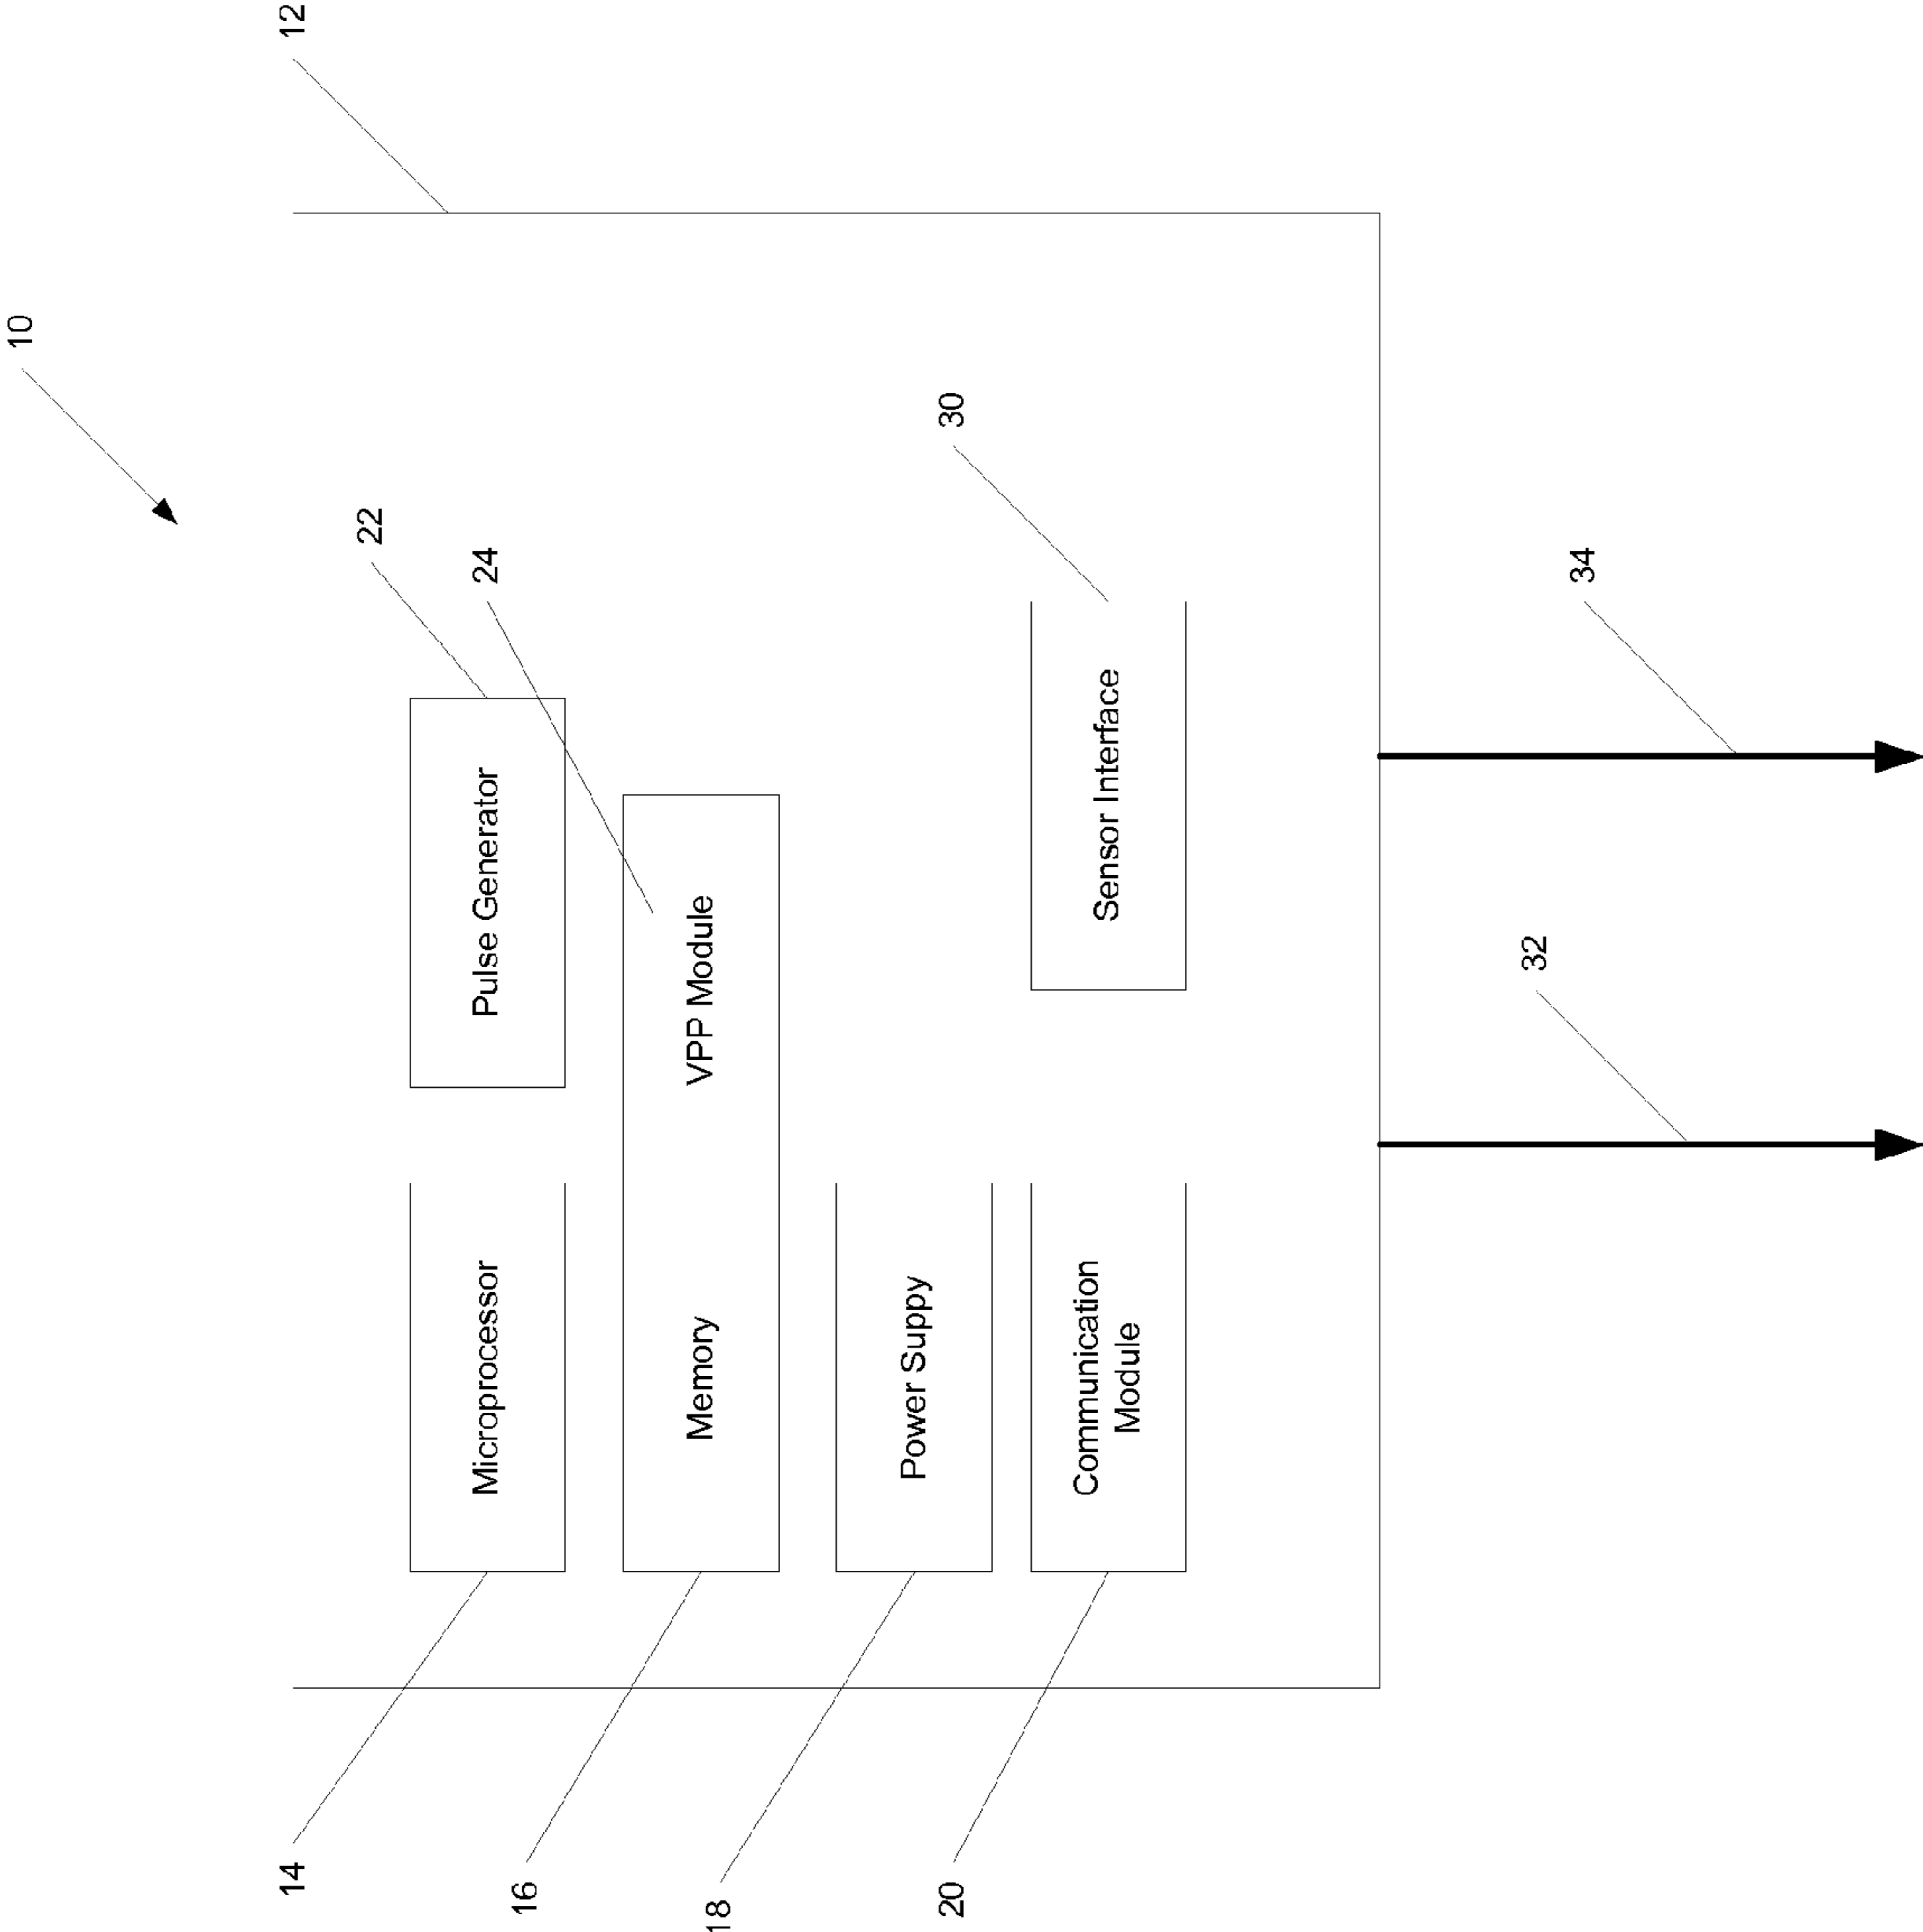 10
12
22
24
30
14
Microprocessor
Pulse Generator
16
Memory
VPP Module
18
Power Suppy
20
Communication
Module
Sensor Interface
32
34